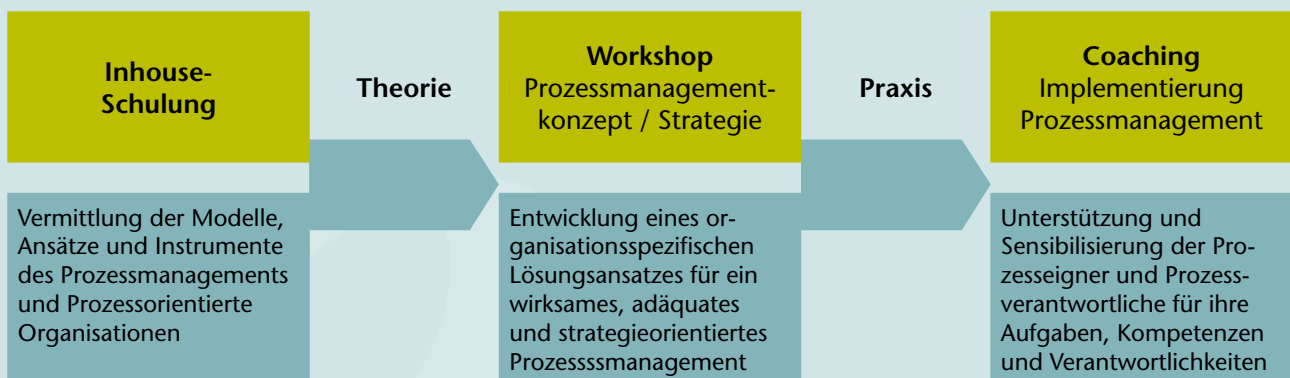 Inhouse-
Schulung
Theorie
Workshop
Prozessmanagement-
konzept / Strategie
Praxis
Coaching
Implementierung
Prozessmanagement
Vermittlung der Modelle,
Ansätze und Instrumente
des Prozessmanagements
und Prozessorientierte
Organisationen
Entwicklung eines or-
ganisationsspezifischen
Lösungsansatzes für ein
wirksames, adäquates
und strategieorientiertes
Prozesssmanagement
Unterstützung und
Sensibilisierung der Pro-
zesseigner und Prozess-
verantwortliche für ihre
Aufgaben, Kompetenzen
und Verantwortlichkeiten